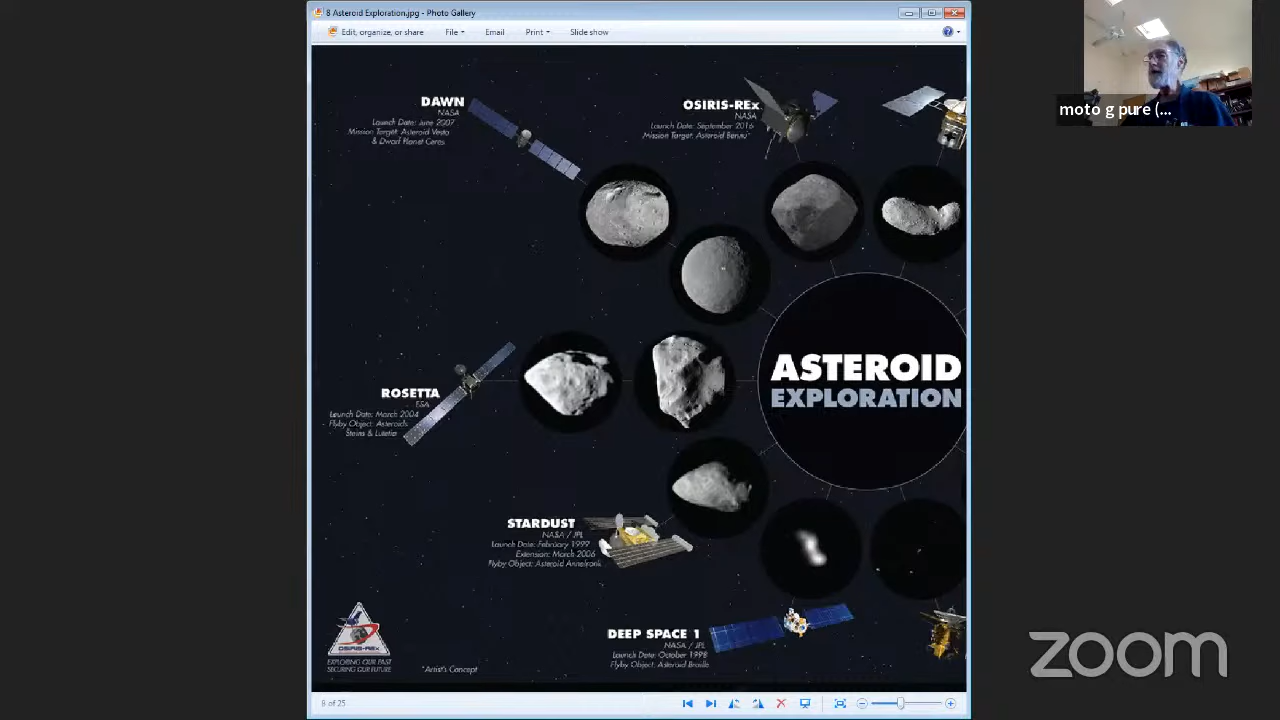 8 Asteroid Exploration.jpg - Photo Gallery
Edit, organize, or share File Email Print Slide show
moto g pure (...
DAWN
NASA
Launch Date: June 2007
Mission Target: Asteroid Vesta
& Dwarf Planet Ceres
OSIRIS-REx
NASA
Launch Date: September 2016
Mission Target: Asteroid Bennu*
ASTEROID
EXPLORATION
ROSETTA
ESA
Launch Date: March 2004
Flyby Object: Asteroids
Steins & Lutetia
STARDUST
NASA / JPL
Launch Date: February 1999
Extension: March 2006
Flyby Object: Asteroid Annefrank
DEEP SPACE 1
NASA / JPL
Launch Date: October 1998
Flyby Object: Asteroid Braille
OSIRIS-REx
EXPLORING OUR PAST
SECURING OUR FUTURE
*Artist's Concept
zoom
8 of 25